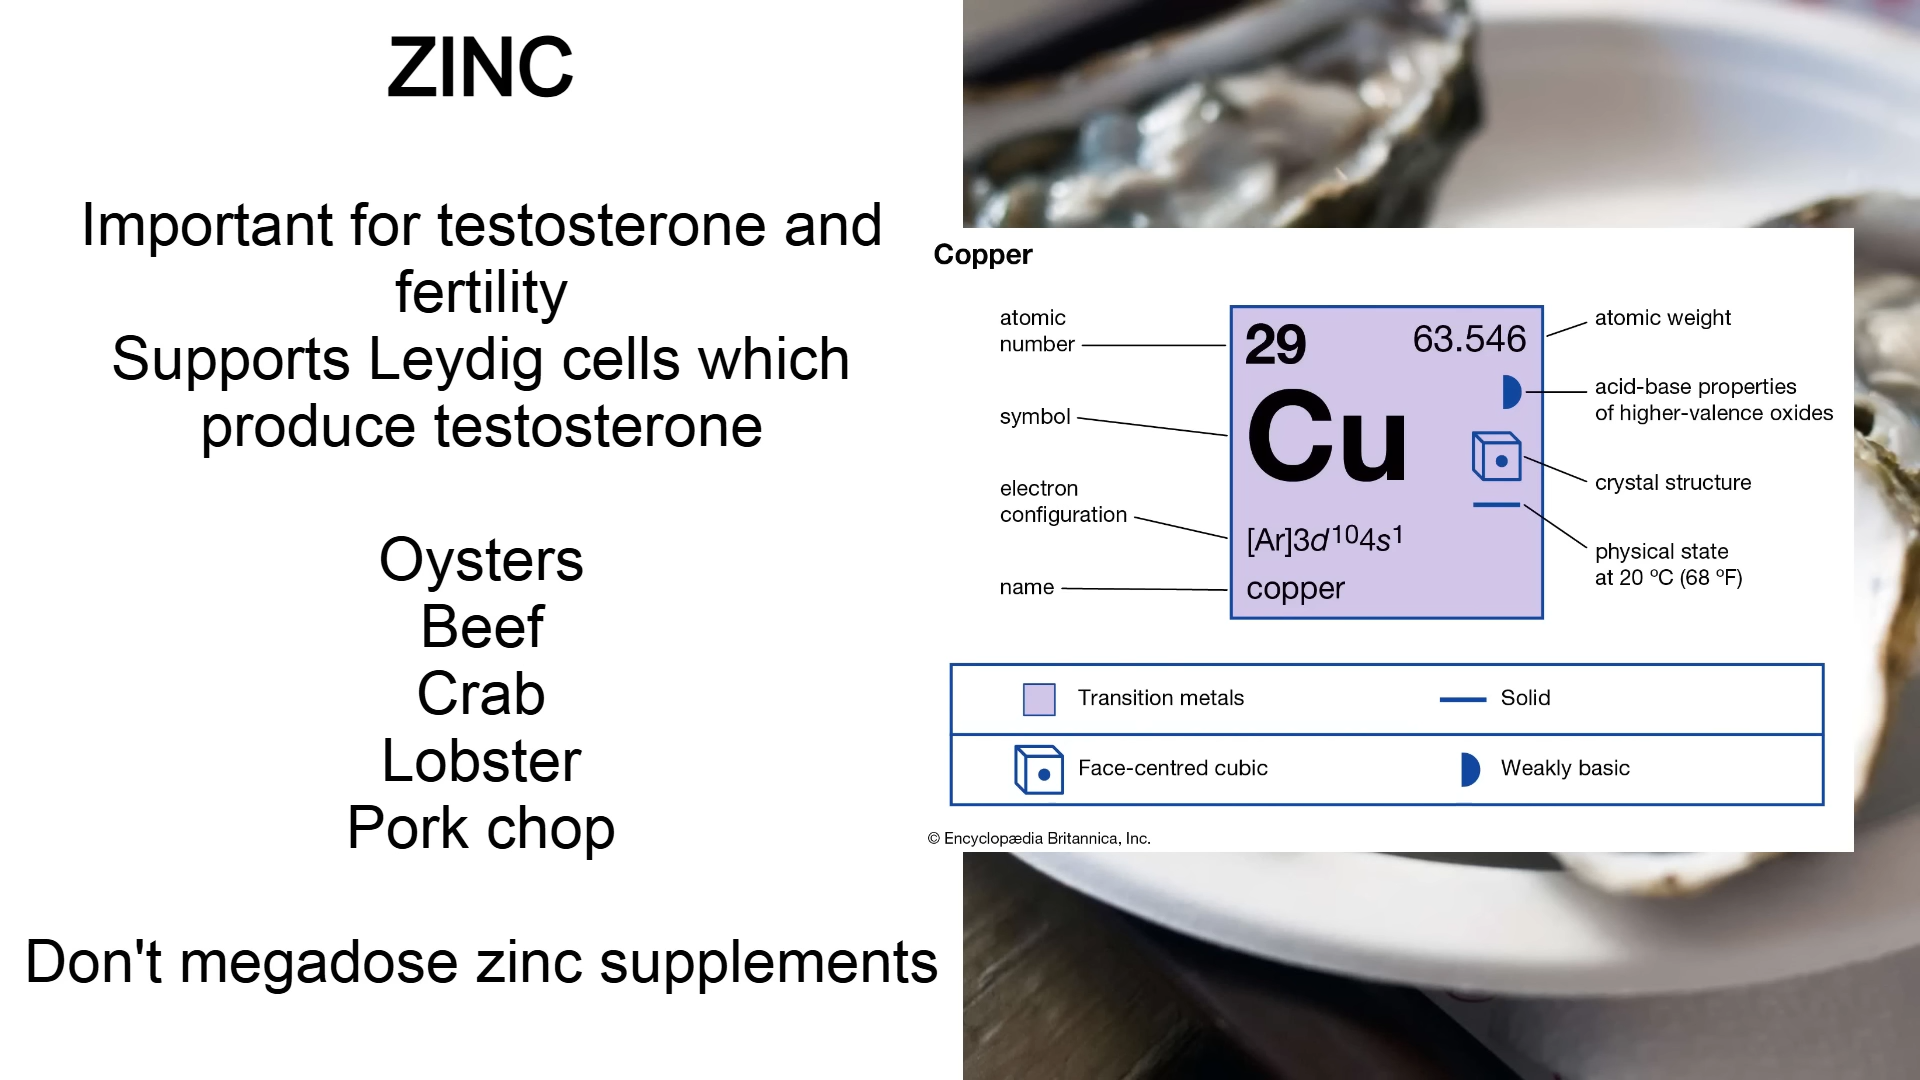 ZINC
Important for testosterone and
fertility
Supports Leydig cells which
produce testosterone
Oysters
Beef
Crab
Lobster
Pork chop
Don't megadose zinc supplements
Copper
atomic
number
symbol
electron
configuration
name
29
63.546
Cu
[Ar]3d¹⁰4s¹
copper
atomic weight
acid-base properties
of higher-valence oxides
crystal structure
physical state
at 20 ºC (68 ºF)
Transition metals
Solid
Face-centred cubic
Weakly basic
© Encyclopædia Britannica, Inc.